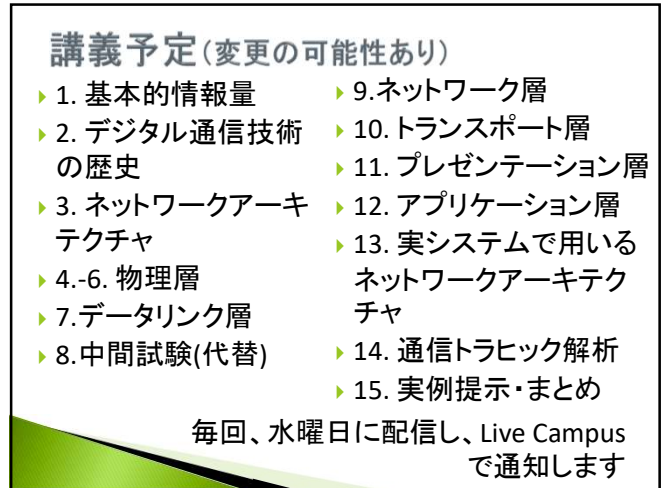 講義予定(変更の可能性あり)
1. 基本的情報量
2. デジタル通信技術
の歴史
3. ネットワークアーキ
テクチャ
4.-6. 物理層
7.データリンク層
8.中間試験(代替)
9.ネットワーク層
10. トランスポート層
11. プレゼンテーション層
12. アプリケーション層
13. 実システムで用いる
ネットワークアーキテク
チャ
14. 通信トラヒック解析
15. 実例提示・まとめ
毎回、水曜日に配信し、Live Campus
で通知します